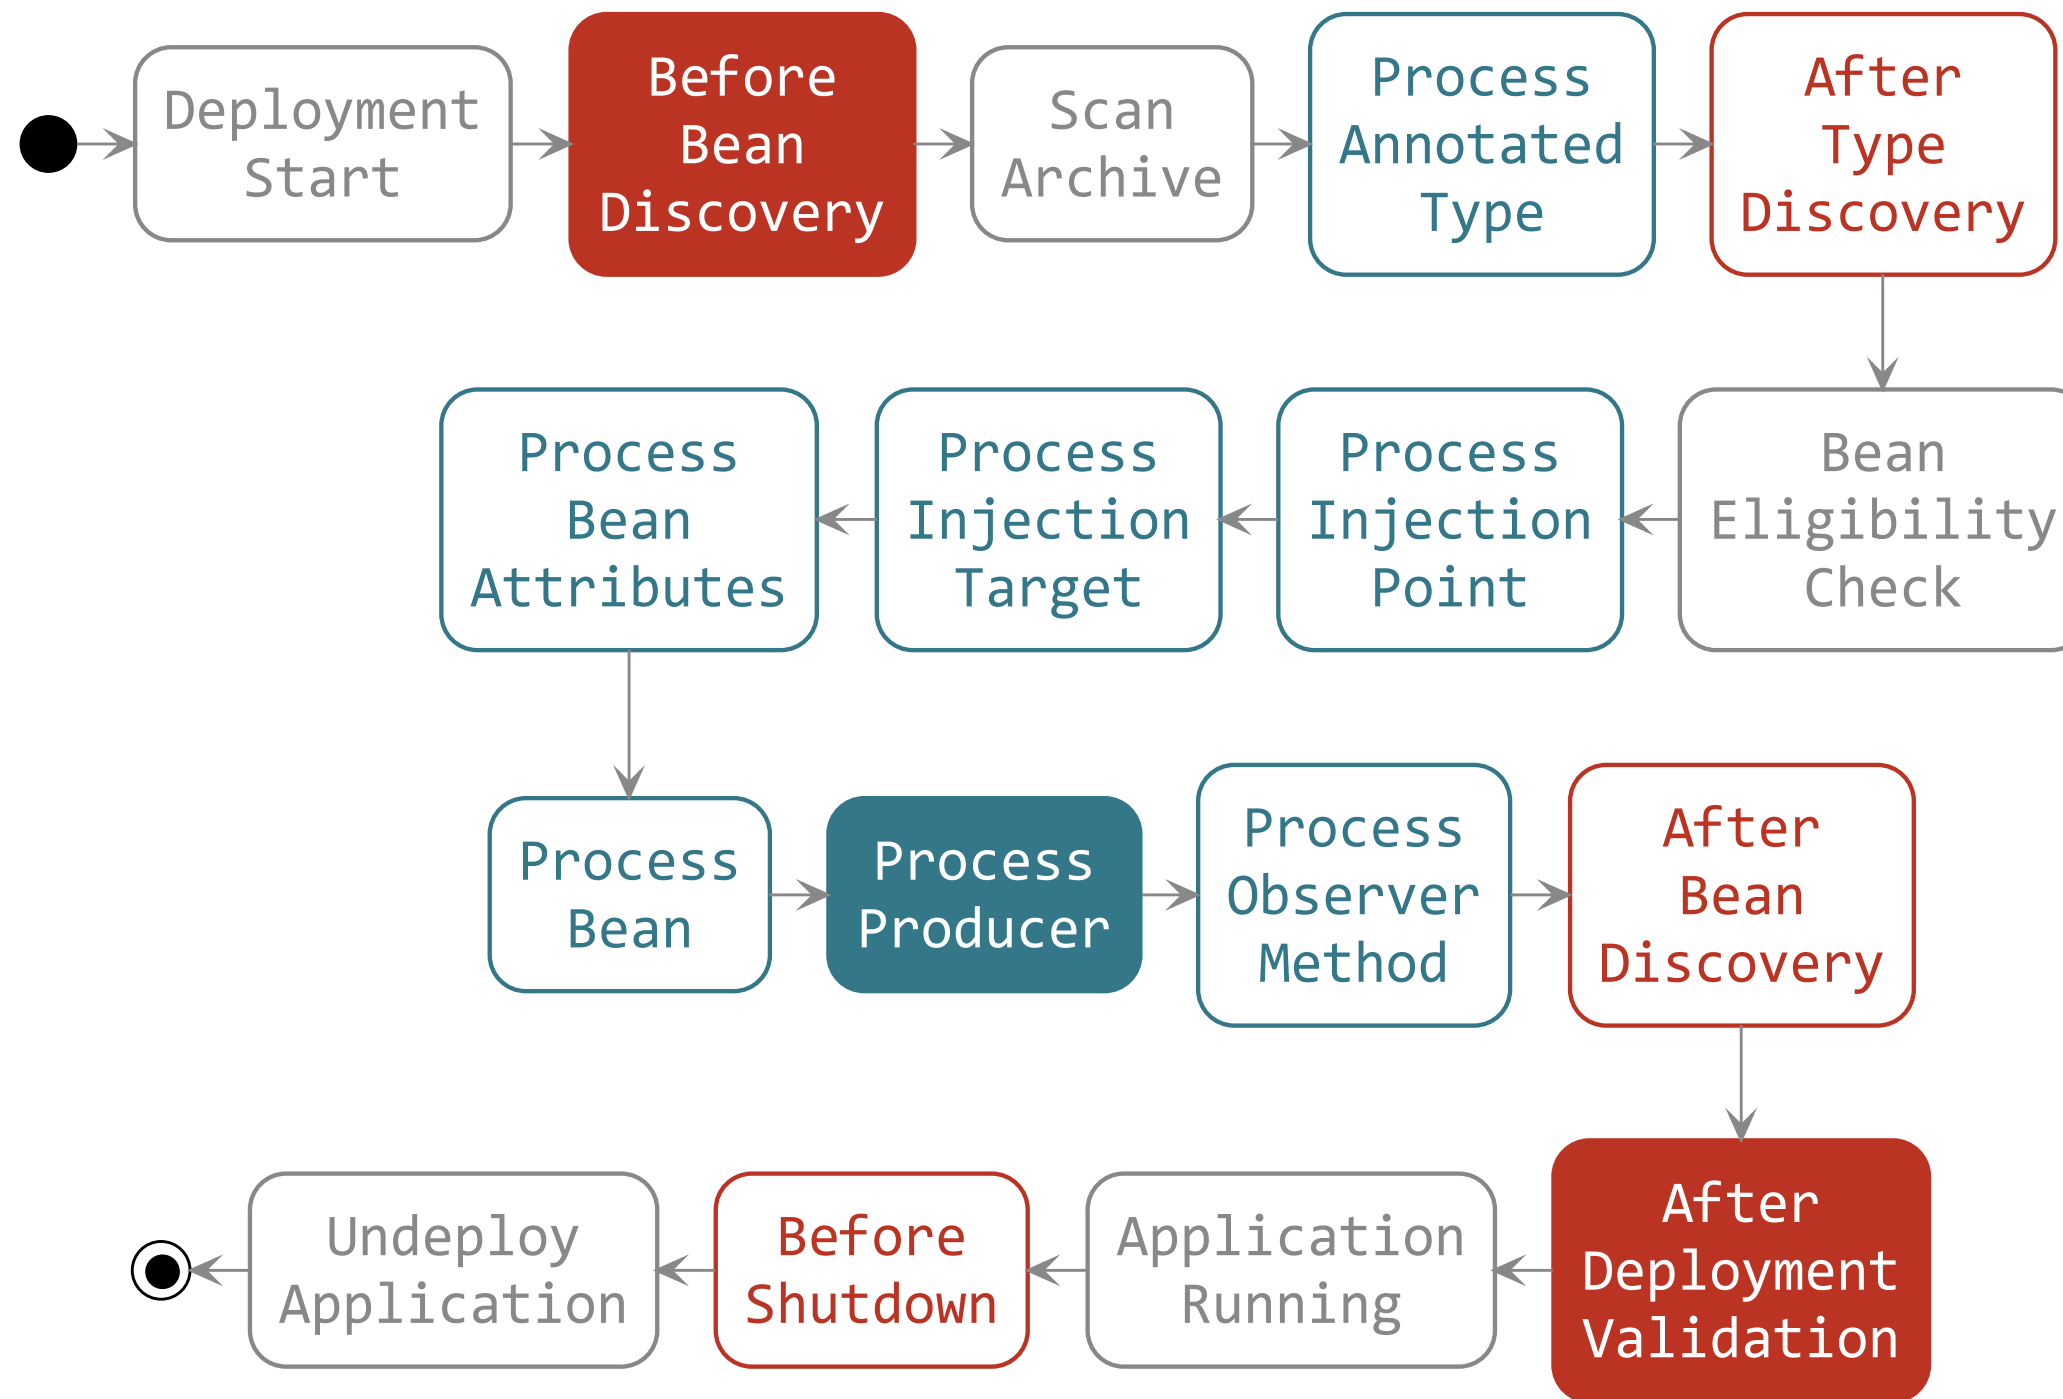 Deployment
Start
Before
Bean
Discovery
Scan
Archive
Process
Annotated
Type
After
Type
Discovery
Bean
Eligibility
Check
Process
Injection
Point
Process
Injection
Target
Process
Bean
Attributes
Process
Bean
Process
Producer
Process
Observer
Method
After
Bean
Discovery
After
Deployment
Validation
Application
Running
Before
Shutdown
Undeploy
Application